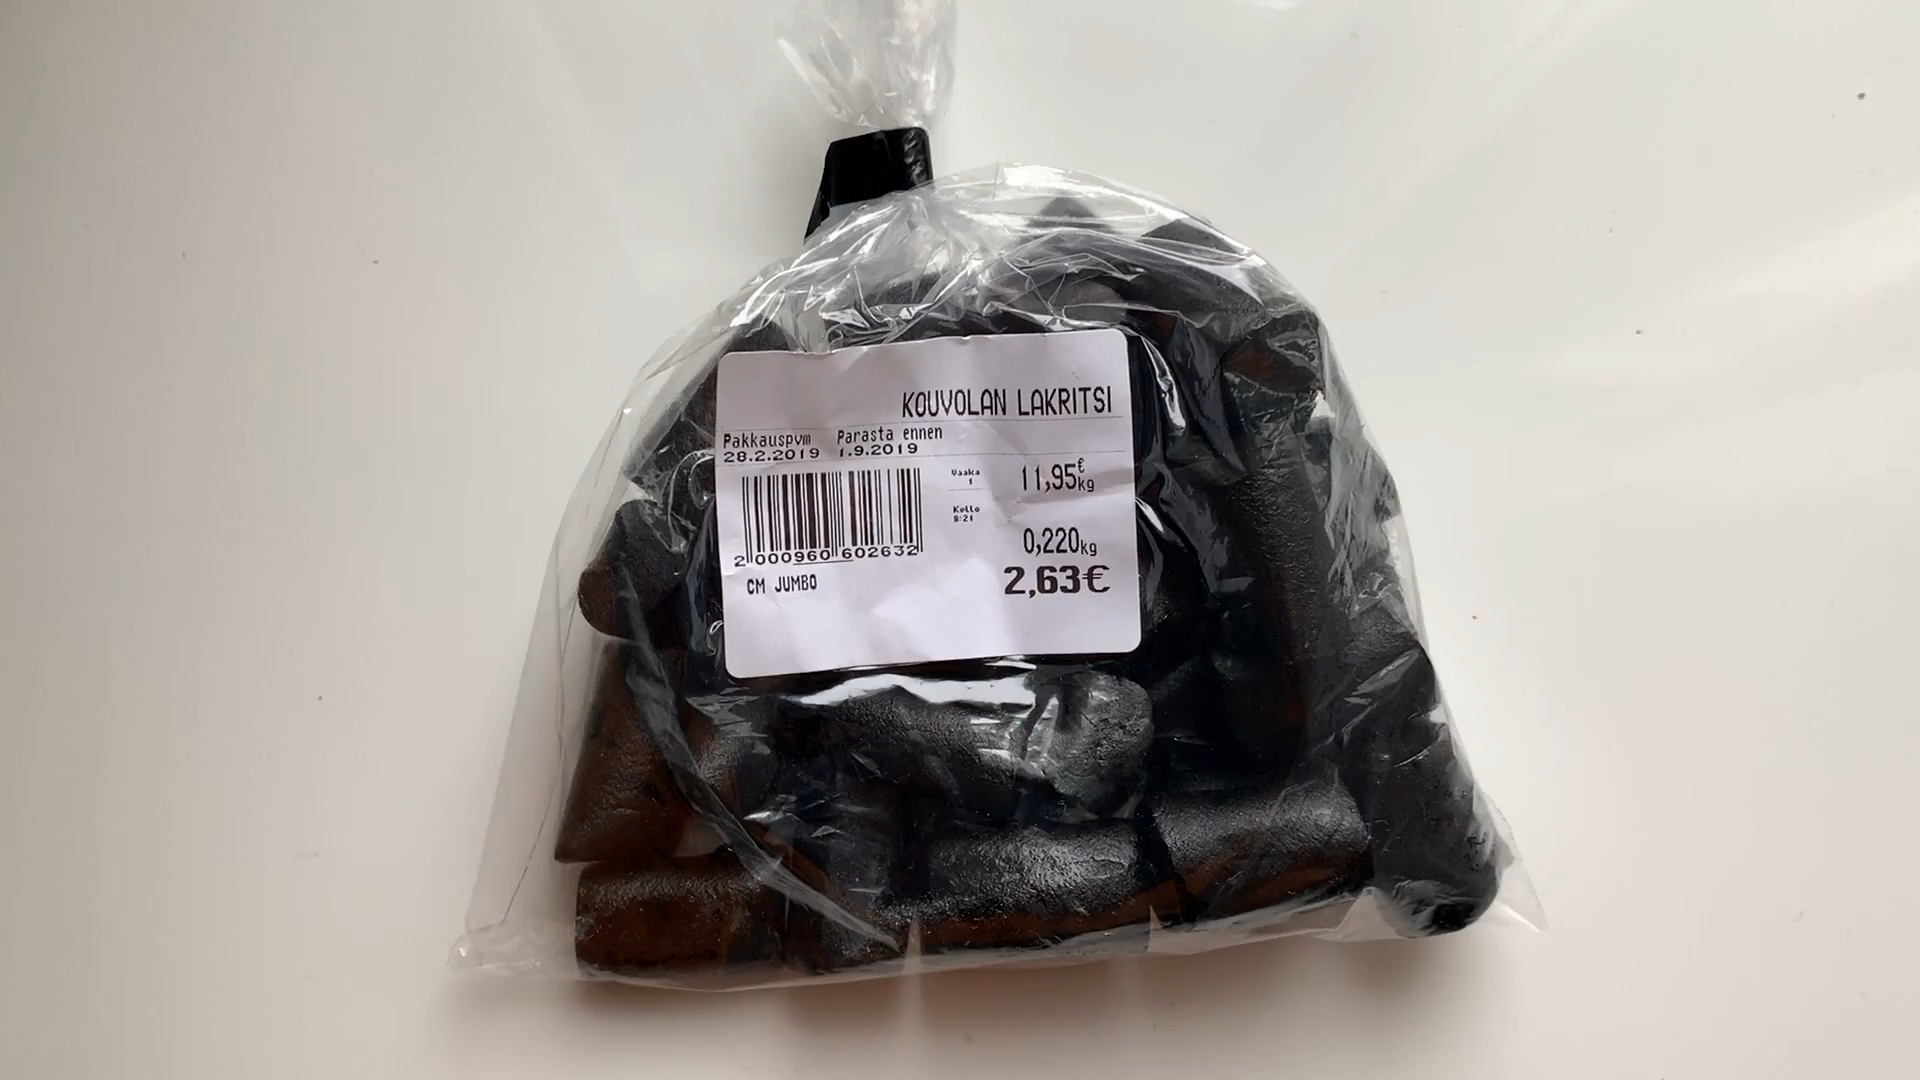 KOUVOLAN LAKRITSI
Pakkauspvm Parasta ennen
28.2.2019 1.9.2019
Vaaka
1
11,95 €/kg
Kello
8:21
0,220kg
2 000960 602632
CM JUMBO
2,63€